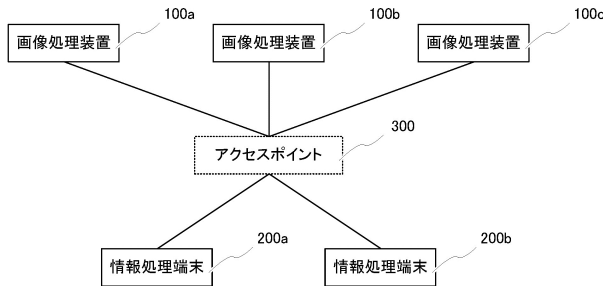 100a
100b
100c
画像処理装置
画像処理装置
画像処理装置
300
アクセスポイント
200a
200b
情報処理端末
情報処理端末